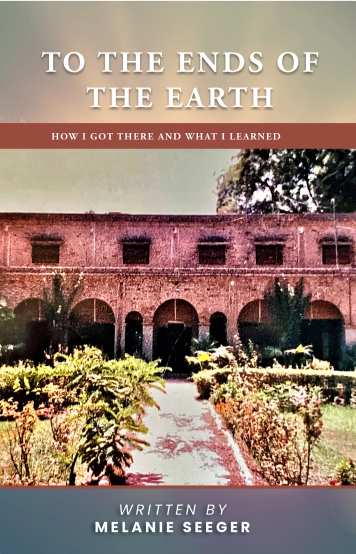 TO THE ENDS OF
THE EARTH
HOW I GOT THERE AND WHAT I LEARNED
WRITTEN BY
MELANIE SEEGER